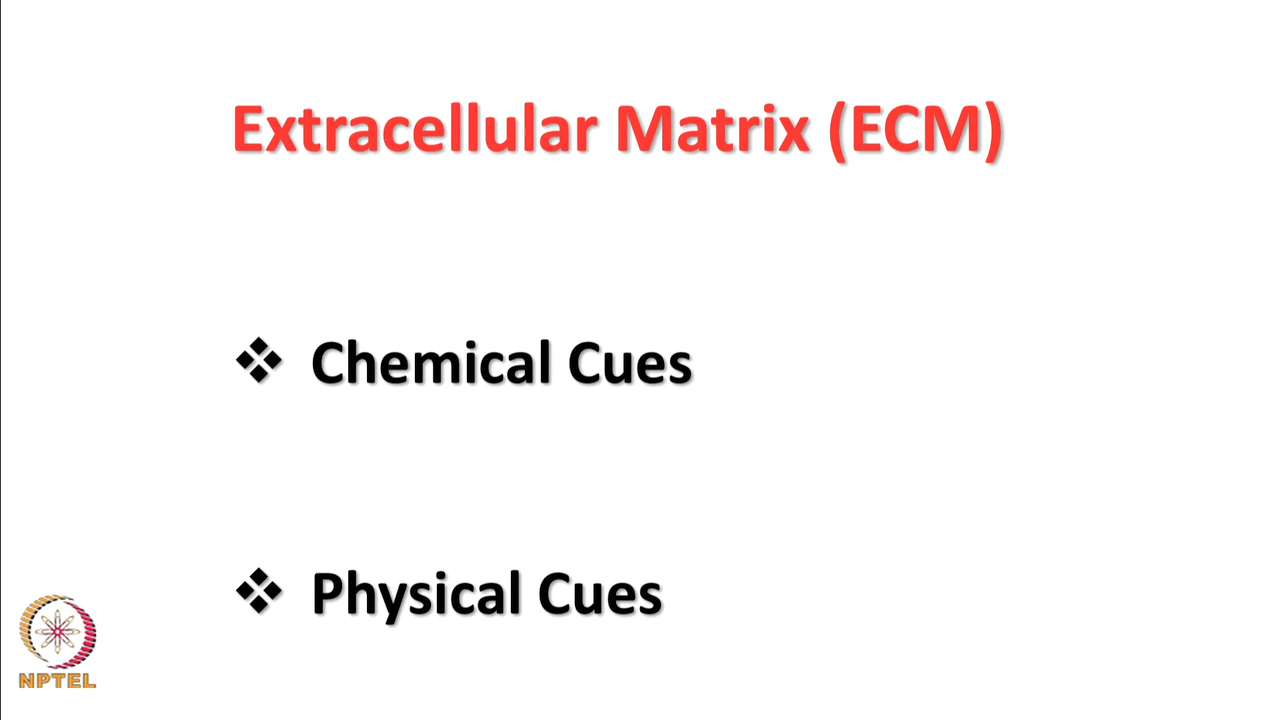 Extracellular Matrix (ECM)
❖ Chemical Cues
❖ Physical Cues
NPTEL